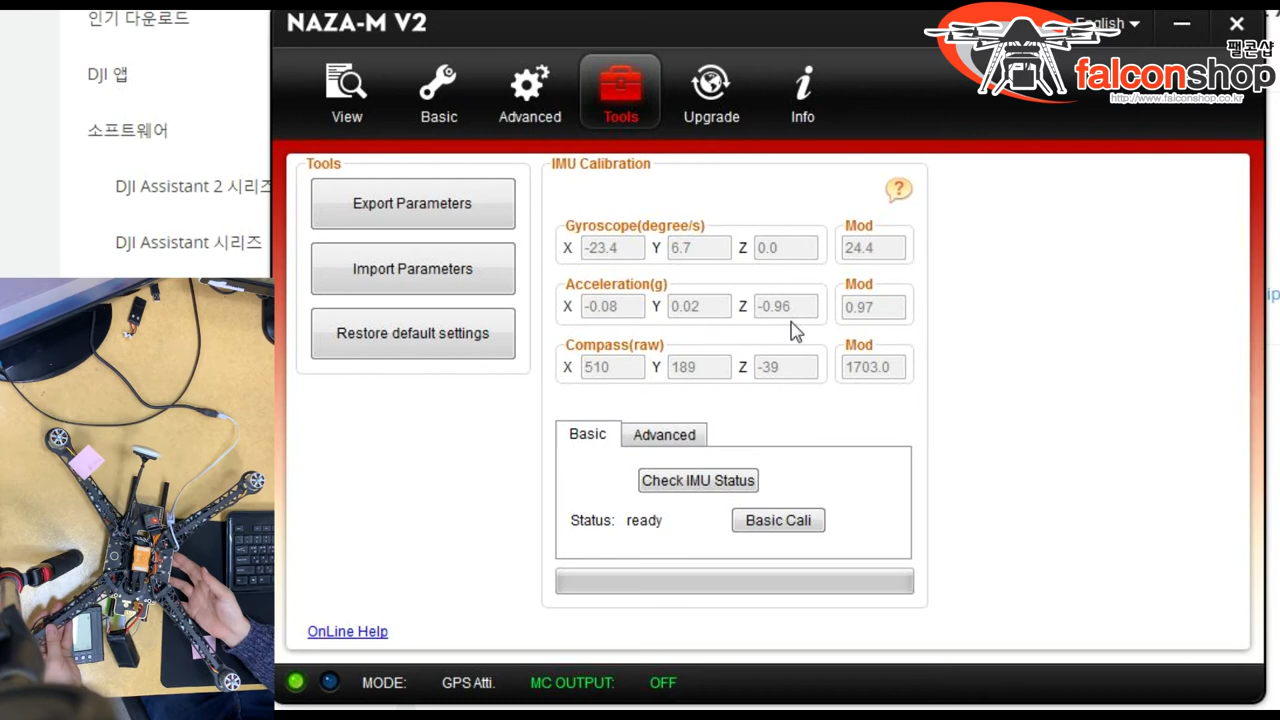 인기 다운로드
DJI 앱
소프트웨어
DJI Assistant 2 시리즈
DJI Assistant 시리즈
NAZA-M V2
English
팰콘샵
falconshop
http://www.falconshop.co.kr
View
Basic
Advanced
Tools
Upgrade
Info
Tools
Export Parameters
Import Parameters
Restore default settings
IMU Calibration
?
Gyroscope(degree/s)
Mod
X -23.4 Y 6.7 Z 0.0
24.4
Acceleration(g)
Mod
X -0.08 Y 0.02 Z -0.96
0.97
Compass(raw)
Mod
X 510 Y 189 Z -39
1703.0
Basic
Advanced
Check IMU Status
Status: ready
Basic Cali
OnLine Help
MODE: GPS Atti. MC OUTPUT: OFF